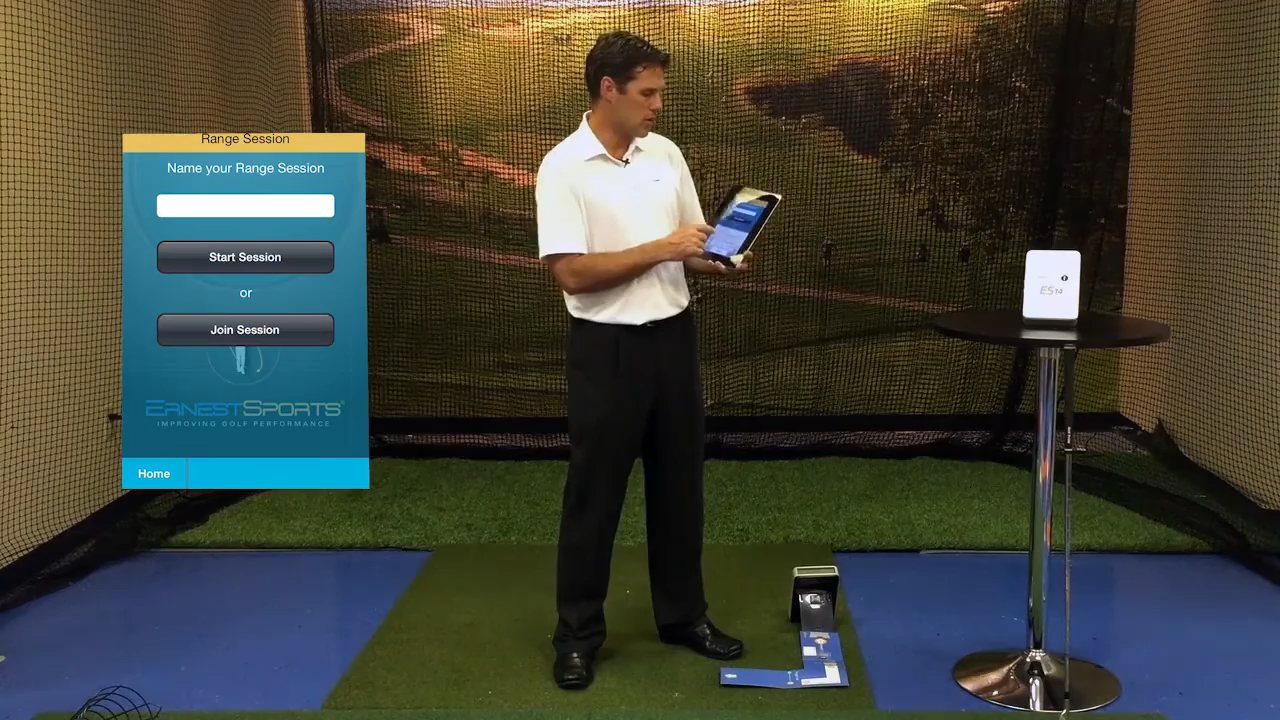 Range Session
Name your Range Session
Start Session
or
Join Session
ERNESTSPORTS®
IMPROVING GOLF PERFORMANCE
Home
ES14